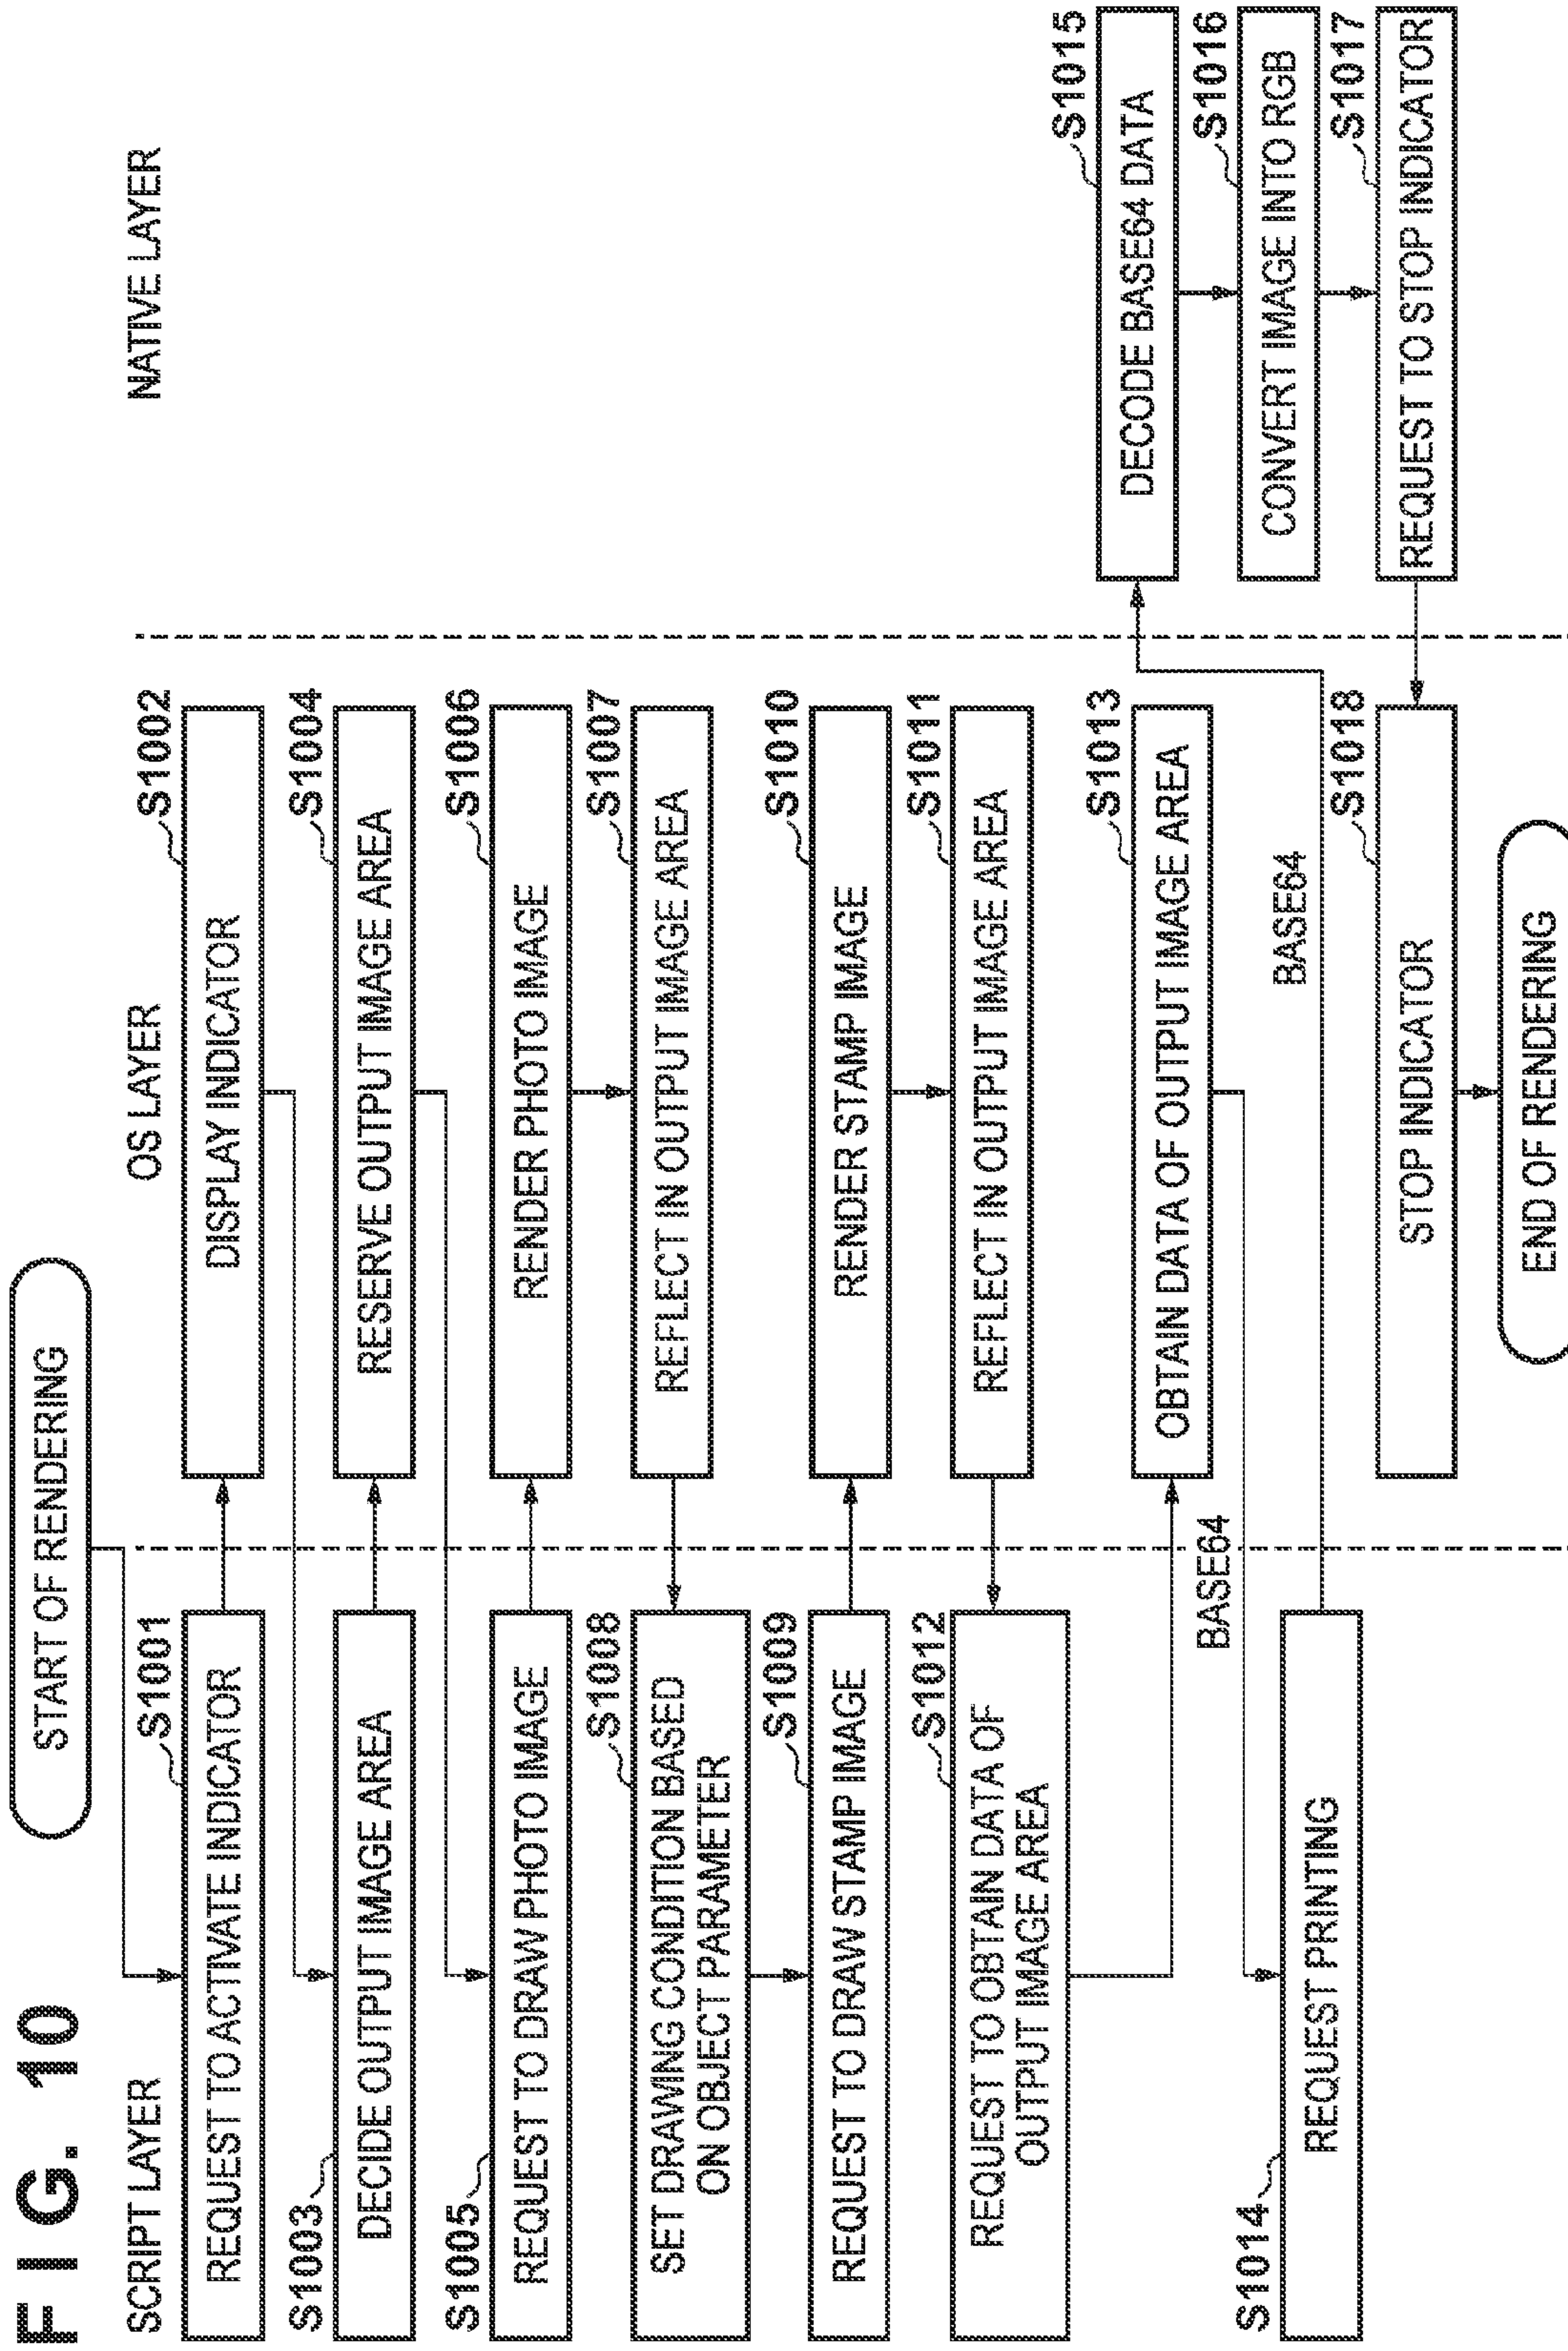 FIG. 10
START OF RENDERING
SCRIPT LAYER
OS LAYER
NATIVE LAYER
S1001
REQUEST TO ACTIVATE INDICATOR
S1002
DISPLAY INDICATOR
S1003
DECIDE OUTPUT IMAGE AREA
S1004
RESERVE OUTPUT IMAGE AREA
S1005
REQUEST TO DRAW PHOTO IMAGE
S1006
RENDER PHOTO IMAGE
S1007
REFLECT IN OUTPUT IMAGE AREA
S1008
SET DRAWING CONDITION BASED
ON OBJECT PARAMETER
S1009
REQUEST TO DRAW STAMP IMAGE
S1010
RENDER STAMP IMAGE
S1011
REFLECT IN OUTPUT IMAGE AREA
S1012
REQUEST TO OBTAIN DATA OF
OUTPUT IMAGE AREA
S1013
OBTAIN DATA OF OUTPUT IMAGE AREA
BASE64
S1014
REQUEST PRINTING
BASE64
S1015
DECODE BASE64 DATA
S1016
CONVERT IMAGE INTO RGB
S1017
REQUEST TO STOP INDICATOR
S1018
STOP INDICATOR
END OF RENDERING